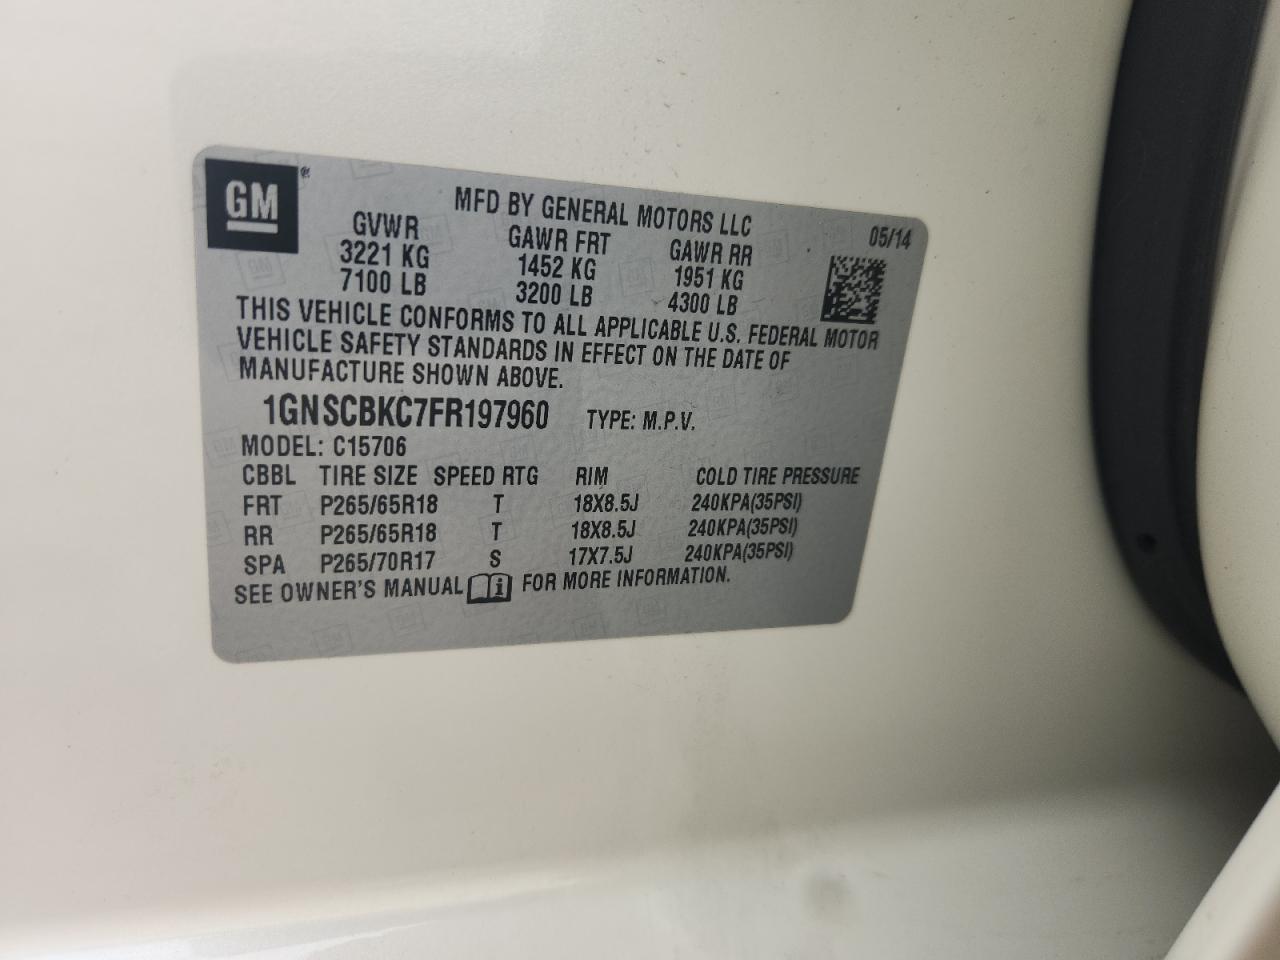 GM®
MFD BY GENERAL MOTORS LLC
05/14
GVWR GAWR FRT GAWR RR
3221 KG 1452 KG 1951 KG
7100 LB 3200 LB 4300 LB
THIS VEHICLE CONFORMS TO ALL APPLICABLE U.S. FEDERAL MOTOR
VEHICLE SAFETY STANDARDS IN EFFECT ON THE DATE OF
MANUFACTURE SHOWN ABOVE.
1GNSCBKC7FR197960 TYPE: M.P.V.
MODEL: C15706
CBBL TIRE SIZE SPEED RTG RIM COLD TIRE PRESSURE
FRT P265/65R18 T 18X8.5J 240KPA(35PSI)
RR P265/65R18 T 18X8.5J 240KPA(35PSI)
SPA P265/70R17 S 17X7.5J 240KPA(35PSI)
SEE OWNER'S MANUAL i FOR MORE INFORMATION.